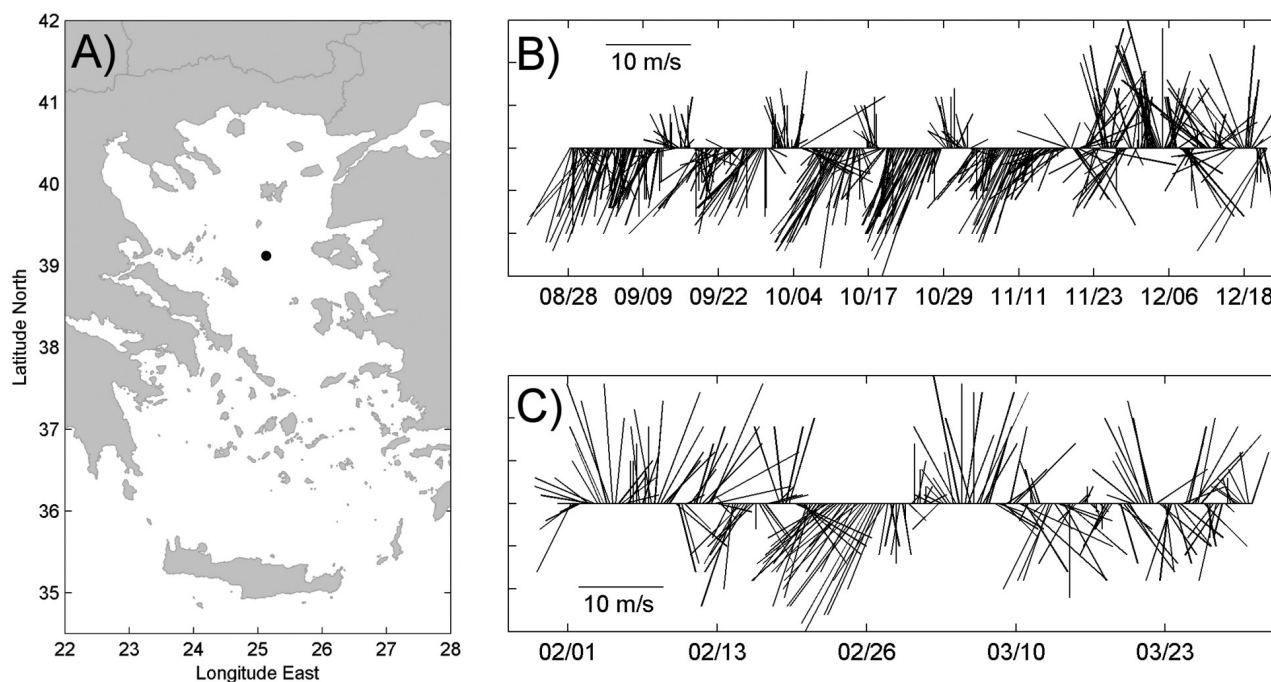 A)
42
41
40
39
38
37
36
35
22 23 24 25 26 27 28
Latitude North
Longitude East
B)
10 m/s
08/28 09/09 09/22 10/04 10/17 10/29 11/11 11/23 12/06 12/18
C)
10 m/s
02/01 02/13 02/26 03/10 03/23